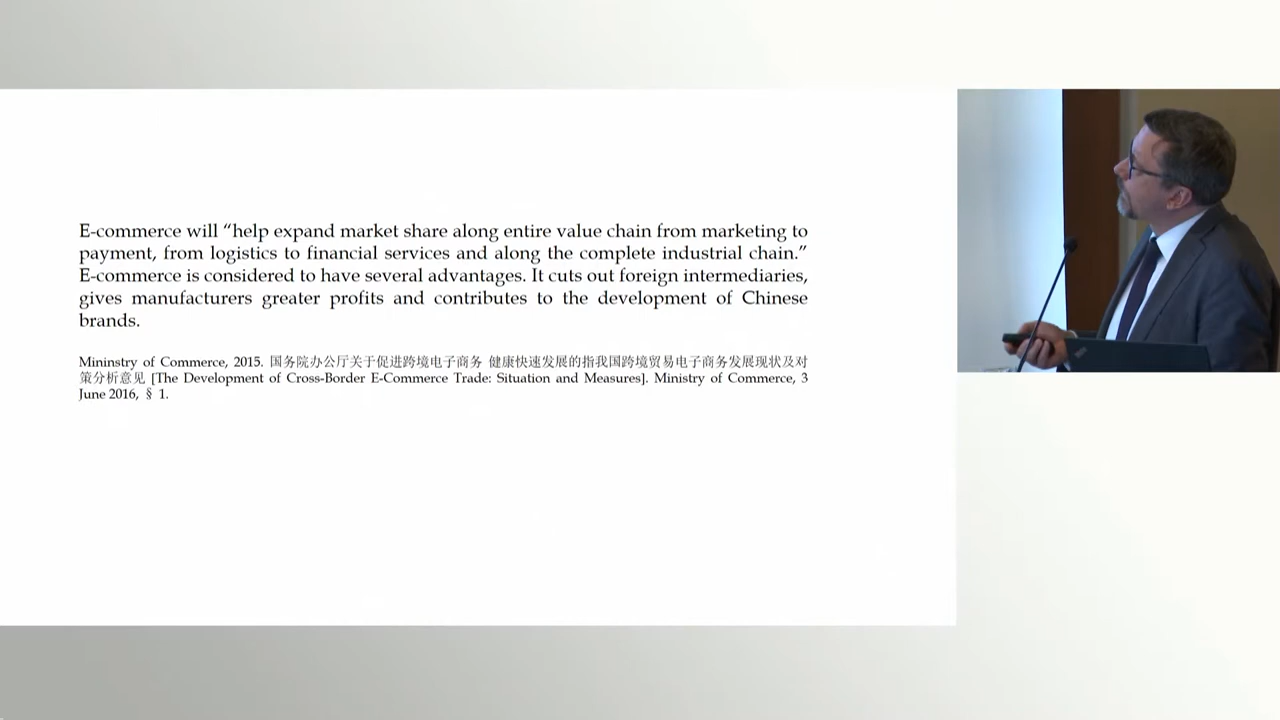 E-commerce will “help expand market share along entire value chain from marketing to
payment, from logistics to financial services and along the complete industrial chain.”
E-commerce is considered to have several advantages. It cuts out foreign intermediaries,
gives manufacturers greater profits and contributes to the development of Chinese
brands.
Mininstry of Commerce, 2015. 国务院办公厅关于促进跨境电子商务 健康快速发展的指我国跨境贸易电子商务发展现状及对
策分析意见 [The Development of Cross-Border E-Commerce Trade: Situation and Measures]. Ministry of Commerce, 3
June 2016, § 1.